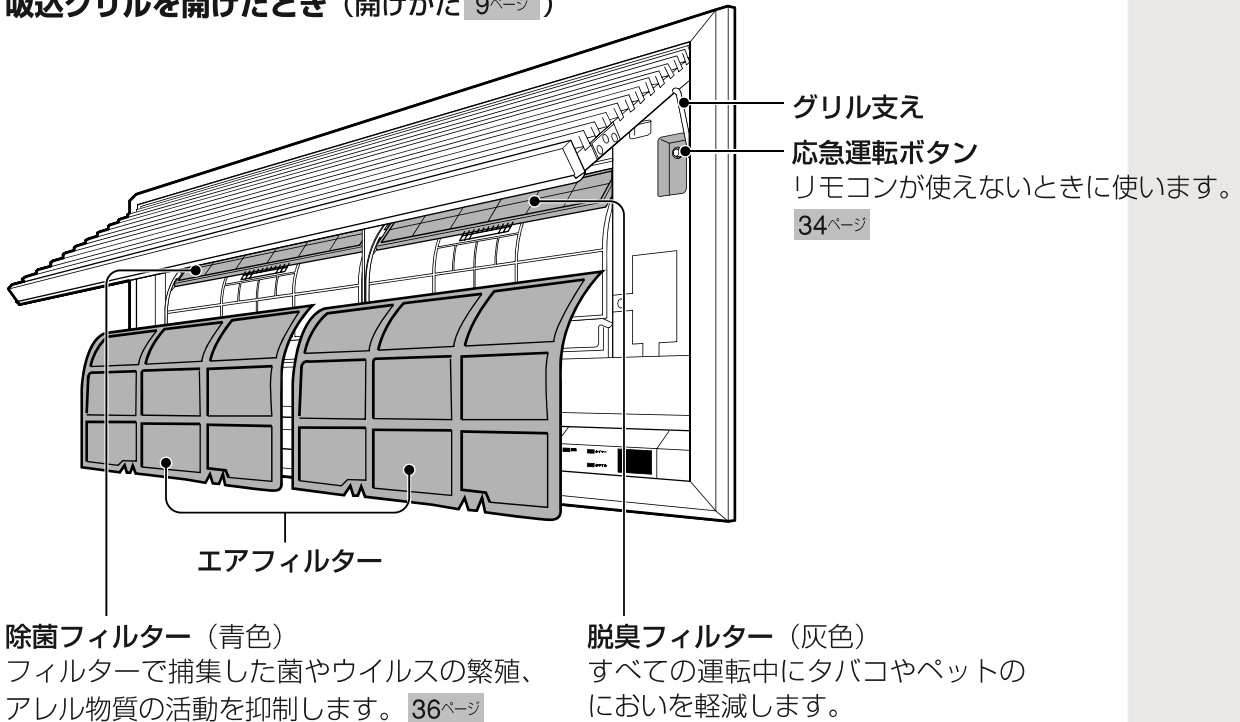 吸込グリルを開けたとき（開けかた 9ページ）
グリル支え
応急運転ボタン
リモコンが使えないときに使います。
34ページ
エアフィルター
除菌フィルター（青色）
フィルターで捕集した菌やウイルスの繁殖、
アレル物質の活動を抑制します。 36ページ
脱臭フィルター（灰色）
すべての運転中にタバコやペットの
においを軽減します。